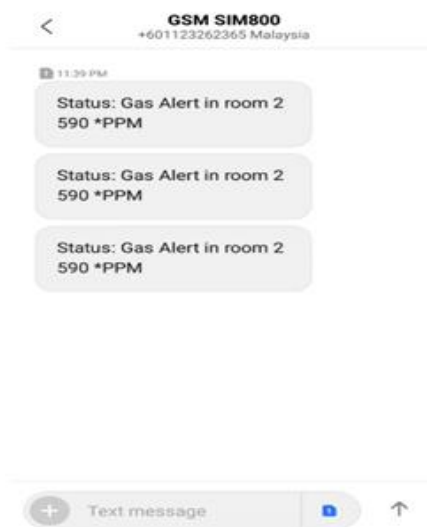 GSM SIM800
+601123262365 Malaysia
11:39 PM
Status: Gas Alert in room 2
590 *PPM
Status: Gas Alert in room 2
590 *PPM
Status: Gas Alert in room 2
590 *PPM
Text message